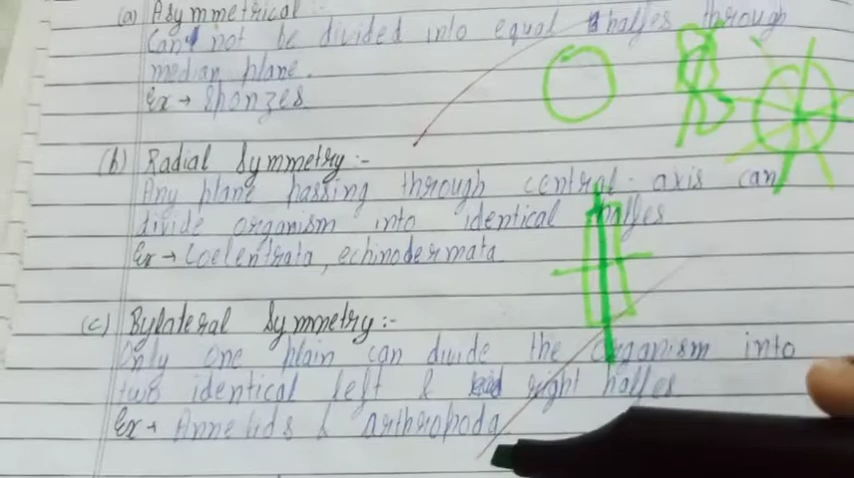 (a) Asymmetrical
Can not be divided into equal halfes through
median plane.
Ex → Sponzes
(b) Radial Symmetry :-
Any plane passing through central axis can
divide organism into identical halfes
Ex → Coelentrata, echinodermata
(c) Bylateral Symmetry :-
Only one plain can divide the Organism into
two identical left & right halfes
Ex → Annelids & arthropoda